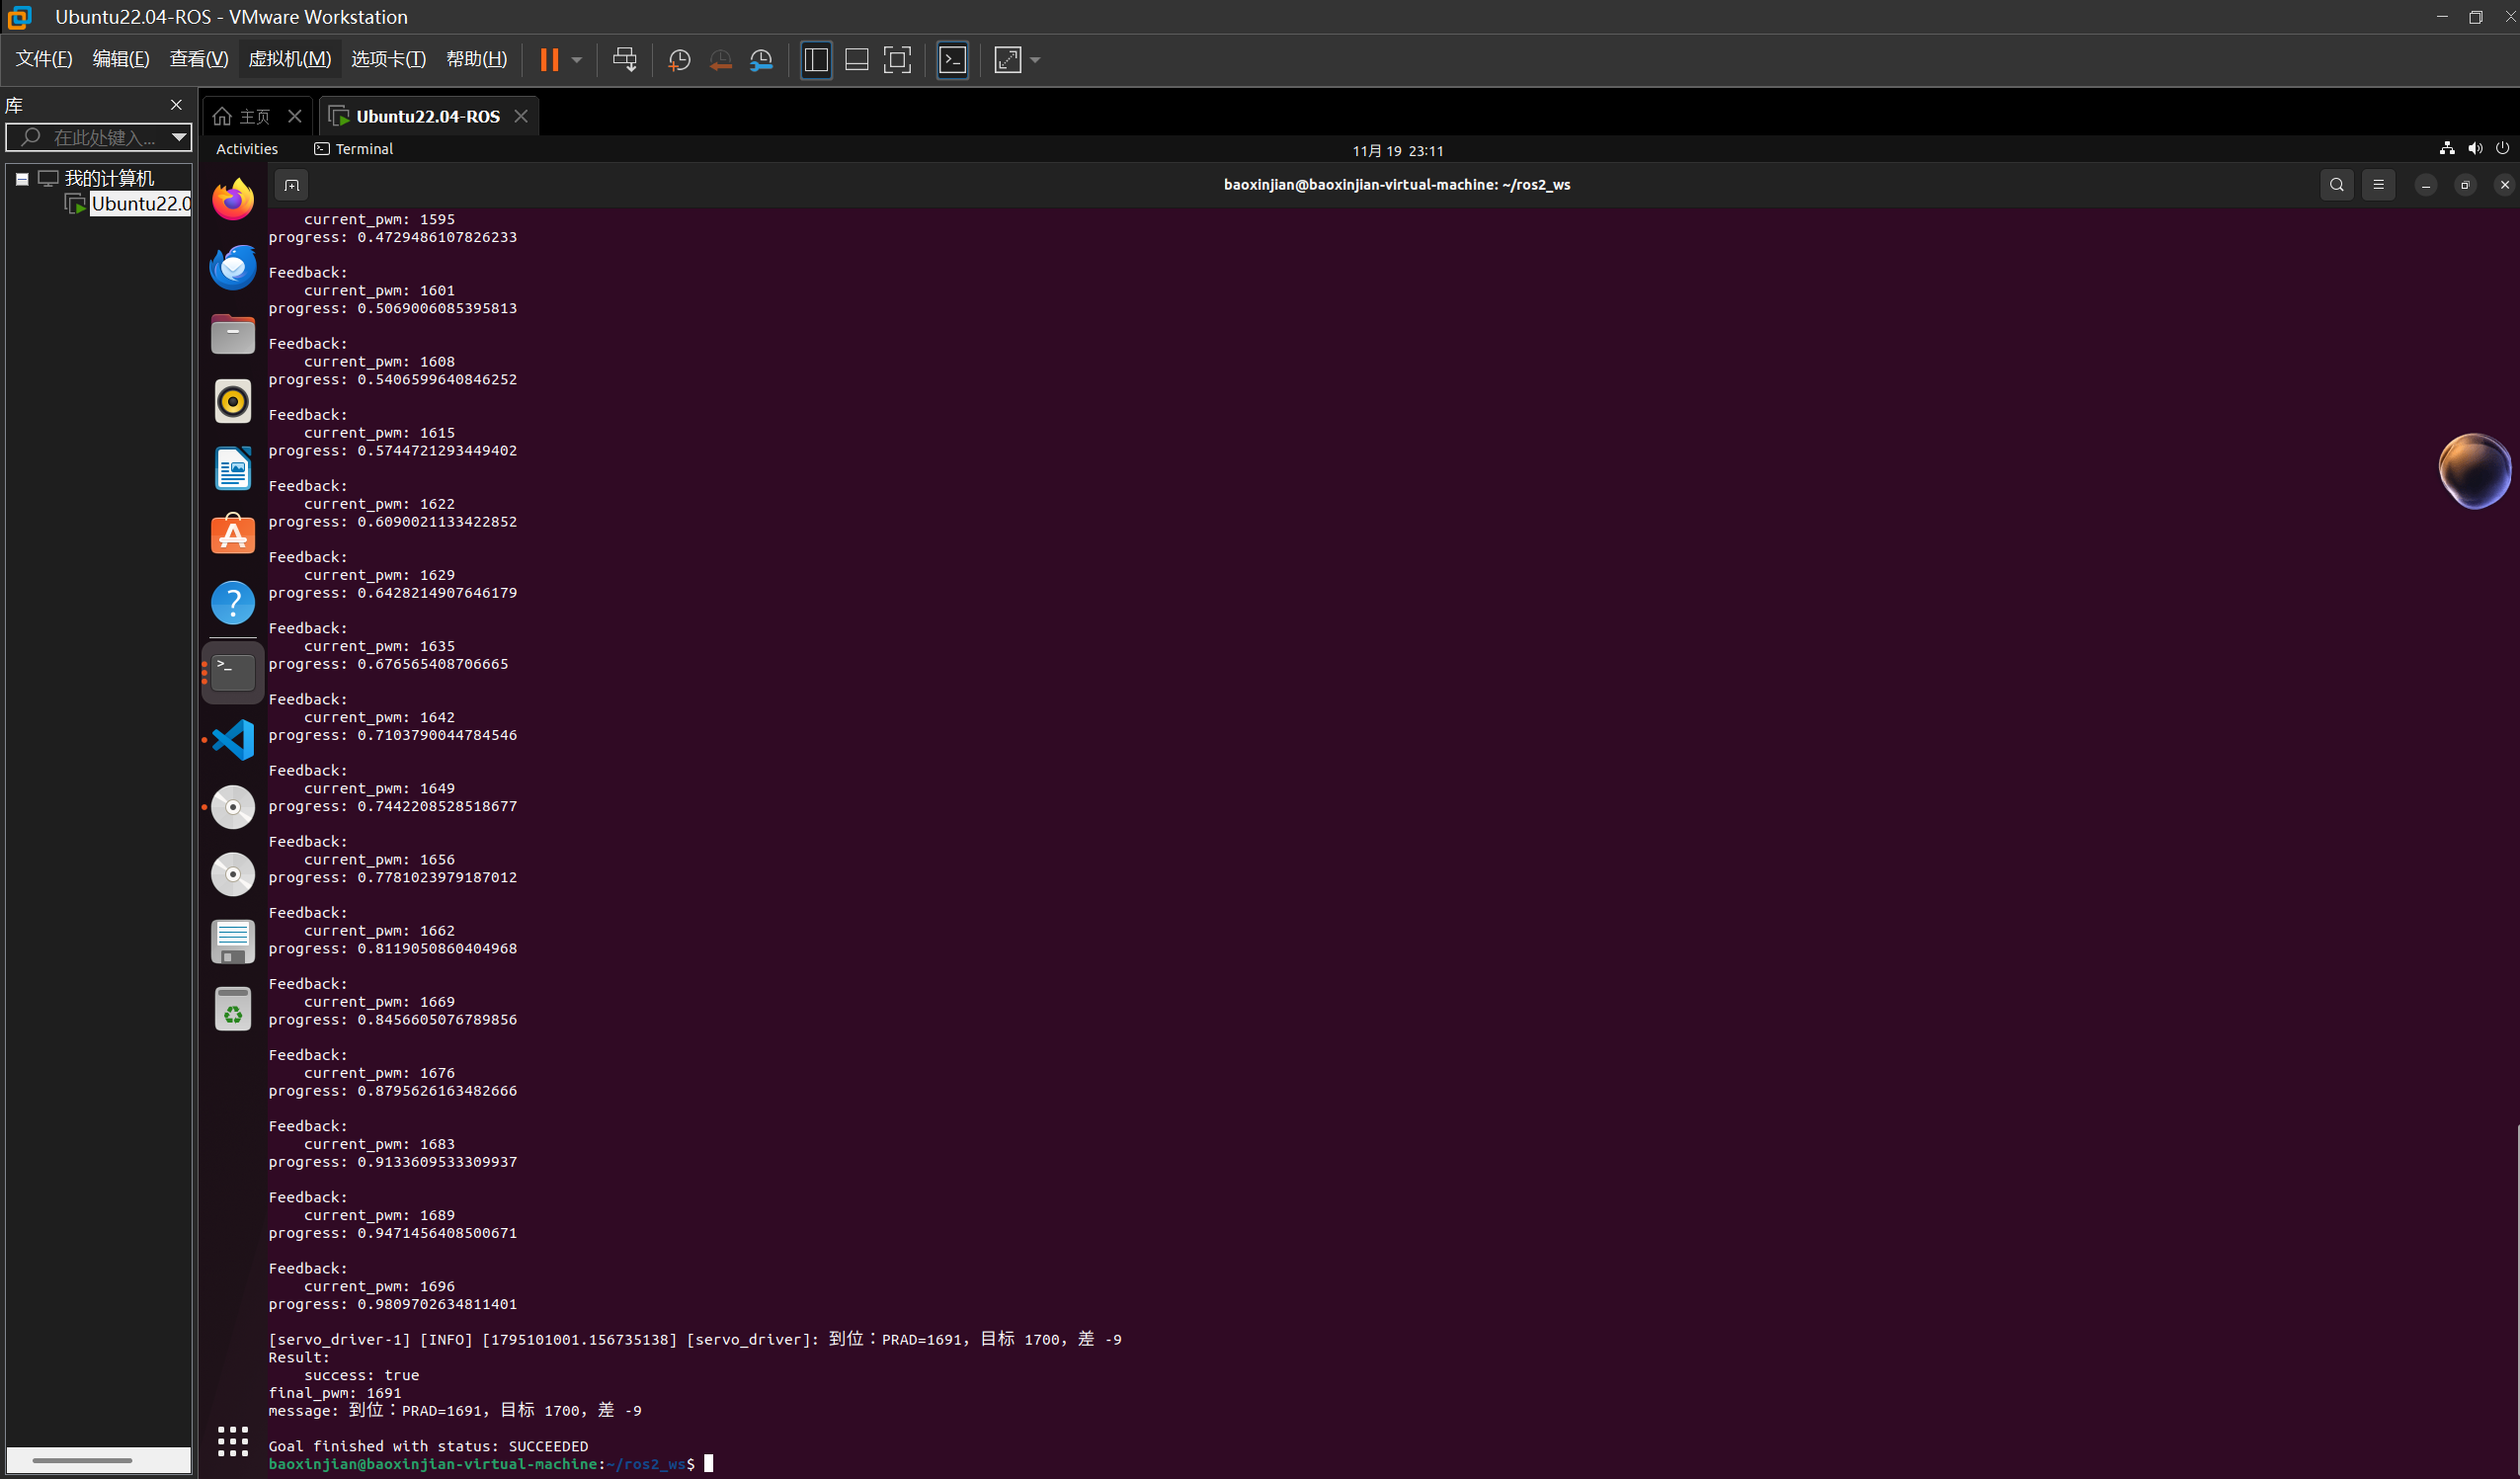 Ubuntu22.04-ROS - VMware Workstation
文件(F) 编辑(E) 查看(V) 虚拟机(M) 选项卡(T) 帮助(H)
库
在此处键入...
我的计算机
Ubuntu22.0
主页
Ubuntu22.04-ROS
Activities
Terminal
11月 19 23:11
baoxinjian@baoxinjian-virtual-machine: ~/ros2_ws
current_pwm: 1595
progress: 0.4729486107826233
Feedback:
current_pwm: 1601
progress: 0.5069006085395813
Feedback:
current_pwm: 1608
progress: 0.5406599640846252
Feedback:
current_pwm: 1615
progress: 0.5744721293449402
Feedback:
current_pwm: 1622
progress: 0.6090021133422852
Feedback:
current_pwm: 1629
progress: 0.6428214907646179
Feedback:
current_pwm: 1635
progress: 0.676565408706665
Feedback:
current_pwm: 1642
progress: 0.7103790044784546
Feedback:
current_pwm: 1649
progress: 0.7442208528518677
Feedback:
current_pwm: 1656
progress: 0.7781023979187012
Feedback:
current_pwm: 1662
progress: 0.8119050860404968
Feedback:
current_pwm: 1669
progress: 0.8456605076789856
Feedback:
current_pwm: 1676
progress: 0.8795626163482666
Feedback:
current_pwm: 1683
progress: 0.9133609533309937
Feedback:
current_pwm: 1689
progress: 0.9471456408500671
Feedback:
current_pwm: 1696
progress: 0.9809702634811401
[servo_driver-1] [INFO] [1795101001.156735138] [servo_driver]: 到位：PRAD=1691，目标 1700，差 -9
Result:
success: true
final_pwm: 1691
message: 到位：PRAD=1691，目标 1700，差 -9
Goal finished with status: SUCCEEDED
baoxinjian@baoxinjian-virtual-machine:~/ros2_ws$